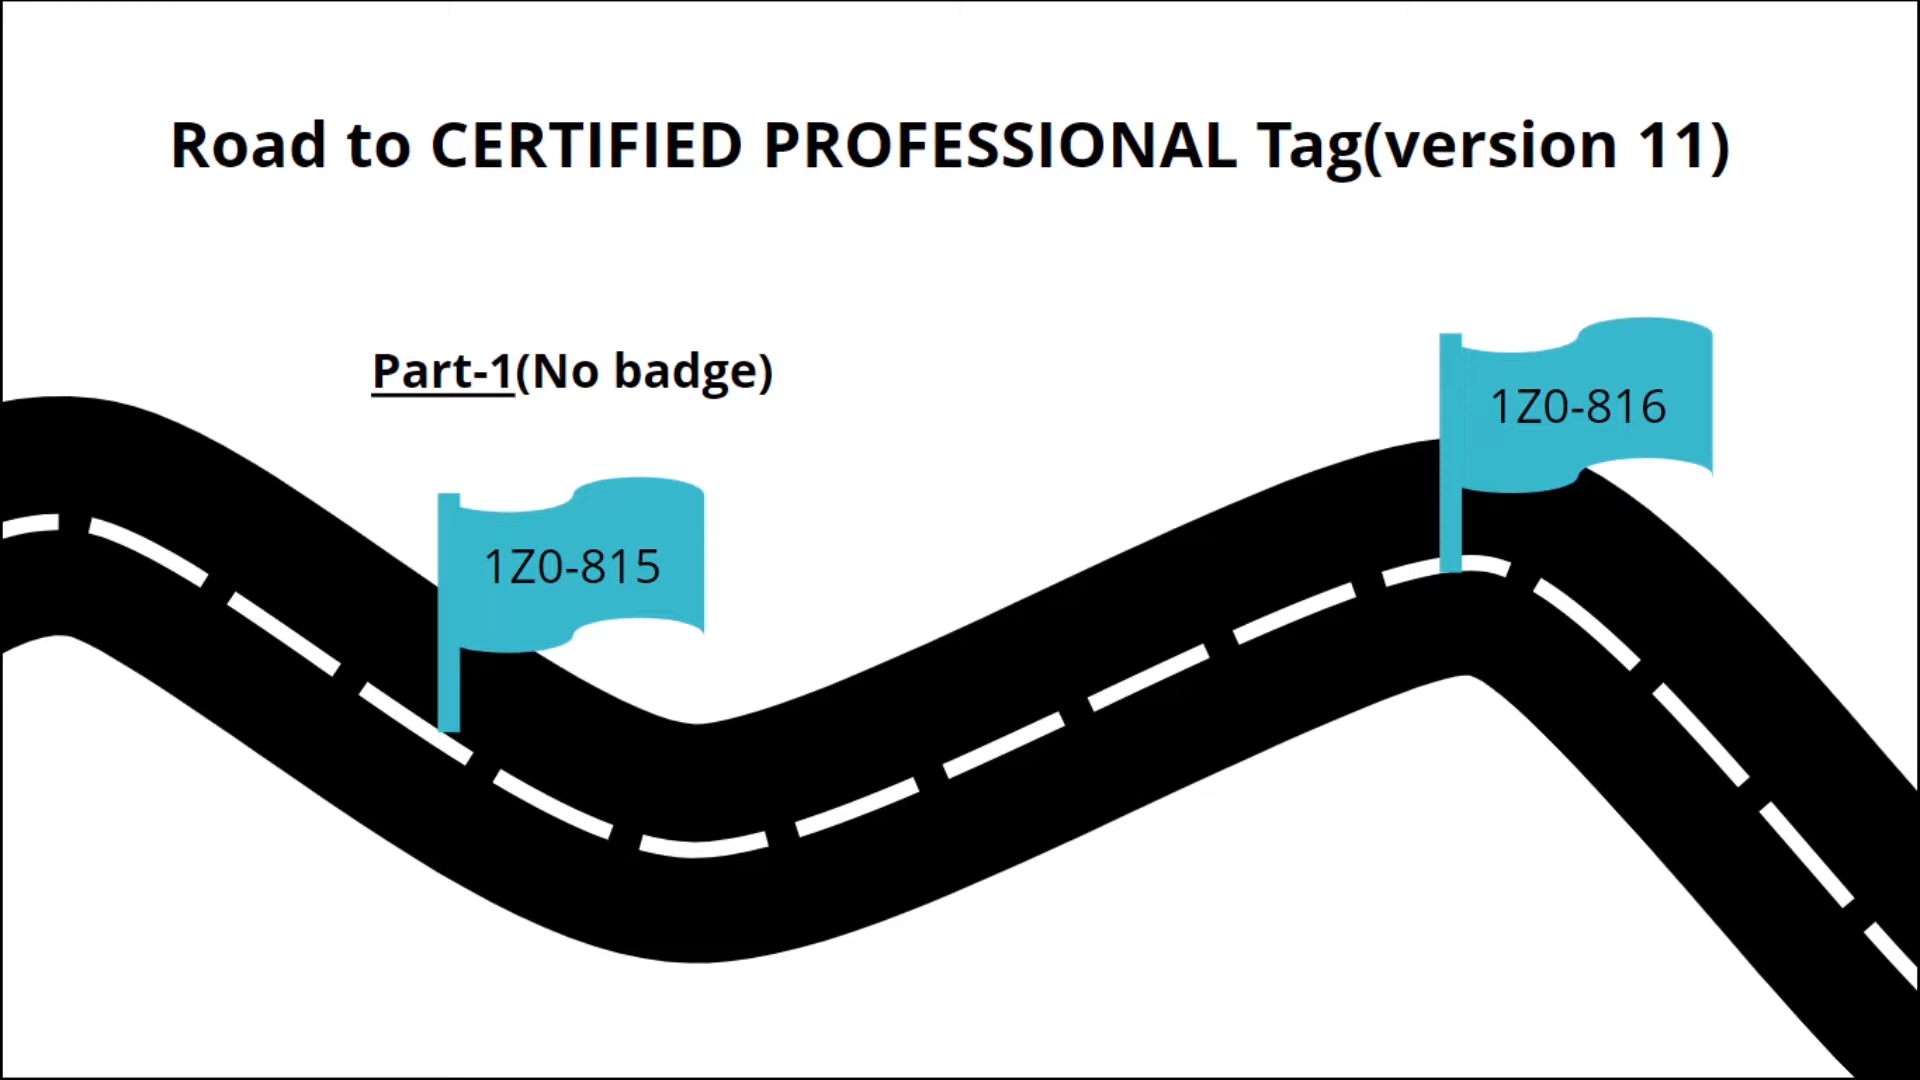 Road to CERTIFIED PROFESSIONAL Tag(version 11)
Part-1(No badge)
1Z0-816
1Z0-815